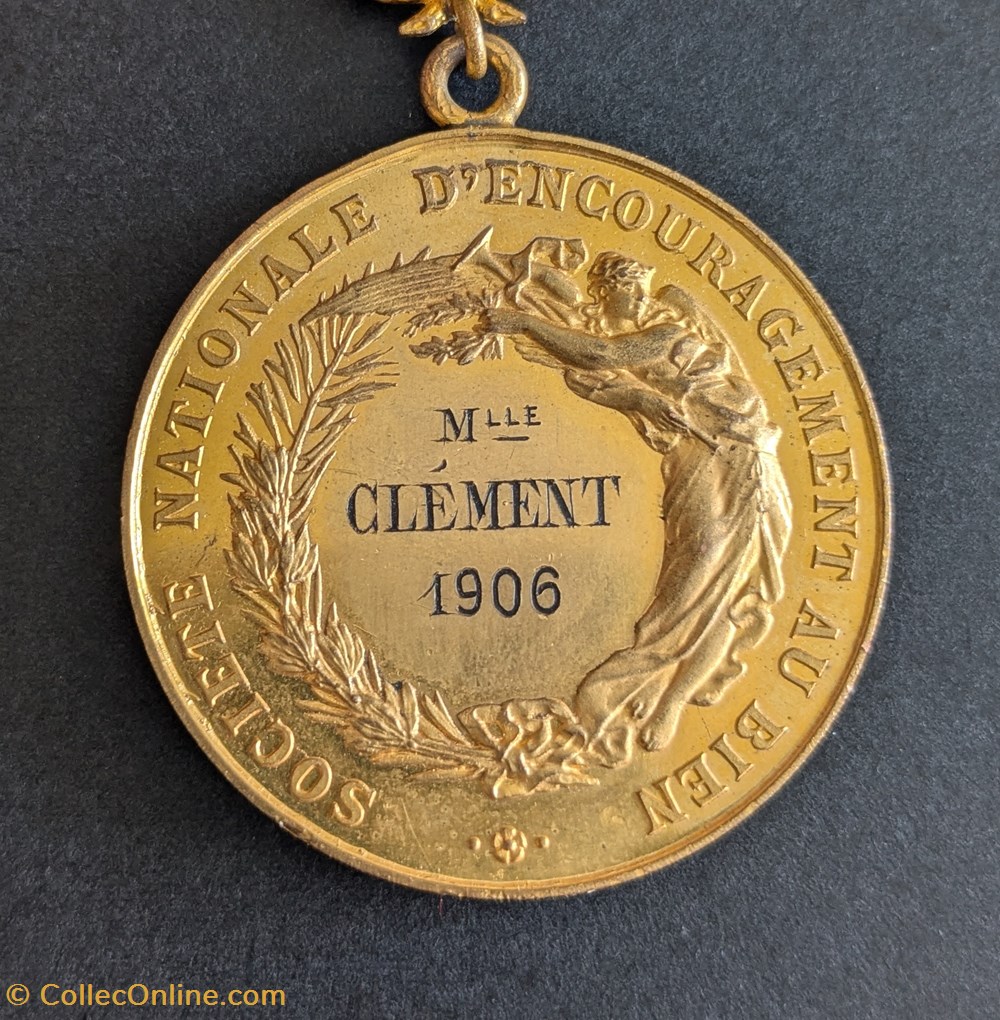 SOCIÉTÉ NATIONALE D'ENCOURAGEMENT AU BIEN
MLLE
CLÉMENT
1906
© CollecOnline.com